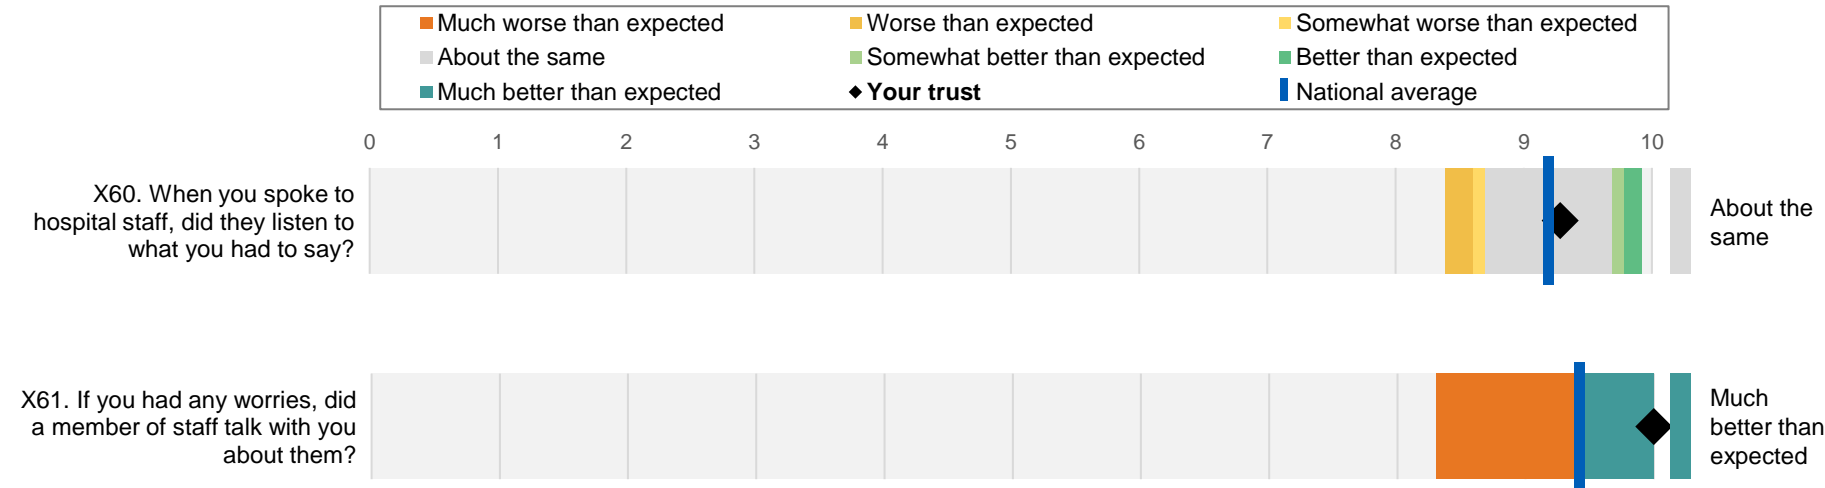 Much worse than expected
Worse than expected
Somewhat worse than expected
About the same
Somewhat better than expected
Better than expected
Much better than expected
Your trust
National average
0 1 2 3 4 5 6 7 8 9 10
X60. When you spoke to
hospital staff, did they listen to
what you had to say?
About the
same
X61. If you had any worries, did
a member of staff talk with you
about them?
Much
better than
expected